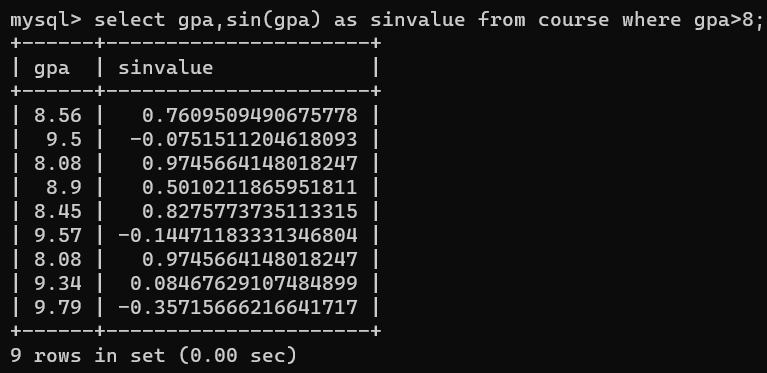 mysql> select gpa,sin(gpa) as sinvalue from course where gpa>8;
+------+----------------------+
| gpa  | sinvalue             |
+------+----------------------+
| 8.56 |   0.7609509490675778 |
|  9.5 |  -0.0751511204618093 |
| 8.08 |   0.9745664148018247 |
|  8.9 |   0.5010211865951811 |
| 8.45 |   0.8275773735113315 |
| 9.57 | -0.14471183331346804 |
| 8.08 |   0.9745664148018247 |
| 9.34 |  0.08467629107484899 |
| 9.79 | -0.35715666216641717 |
+------+----------------------+
9 rows in set (0.00 sec)